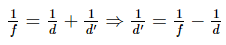 1/f = 1/d + 1/d′ ⇒ 1/d′ = 1/f − 1/d